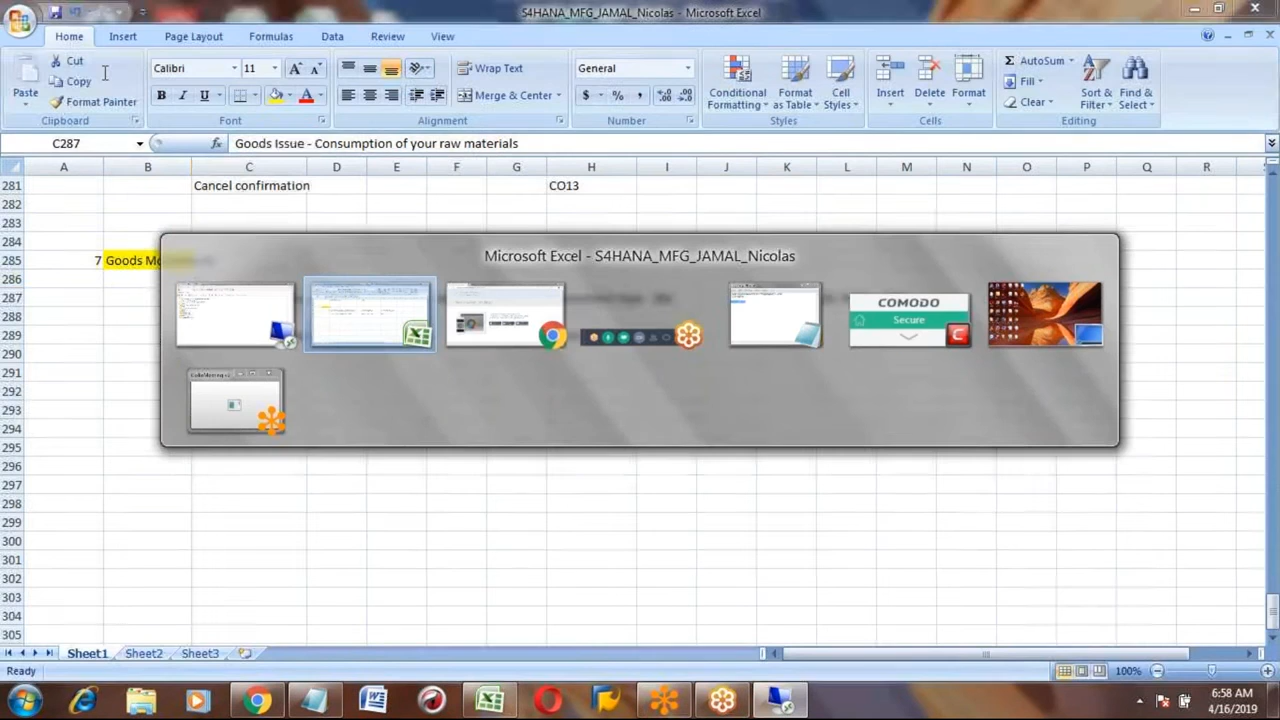 S4HANA_MFG_JAMAL_Nicolas - Microsoft Excel
Home Insert Page Layout Formulas Data Review View
Paste
Cut
Copy
Format Painter
Clipboard
Calibri 11
B I U
Font
Wrap Text
Merge & Center
Alignment
General
$ % ,
Number
Conditional Formatting
Format as Table
Cell Styles
Styles
Insert Delete Format
Cells
AutoSum
Fill
Clear
Sort & Filter
Find & Select
Editing
C287 fx Goods Issue - Consumption of your raw materials
A B C D E F G H I J K L M N O P Q R
281 Cancel confirmation CO13
282
283
284
285 7 Goods Mo
286
287
288
289
290
291
292
293
294
295
296
297
298
299
300
301
302
303
304
305
Microsoft Excel - S4HANA_MFG_JAMAL_Nicolas
COMODO
Secure
Sheet1 Sheet2 Sheet3
Ready
100%
6:58 AM
4/16/2019